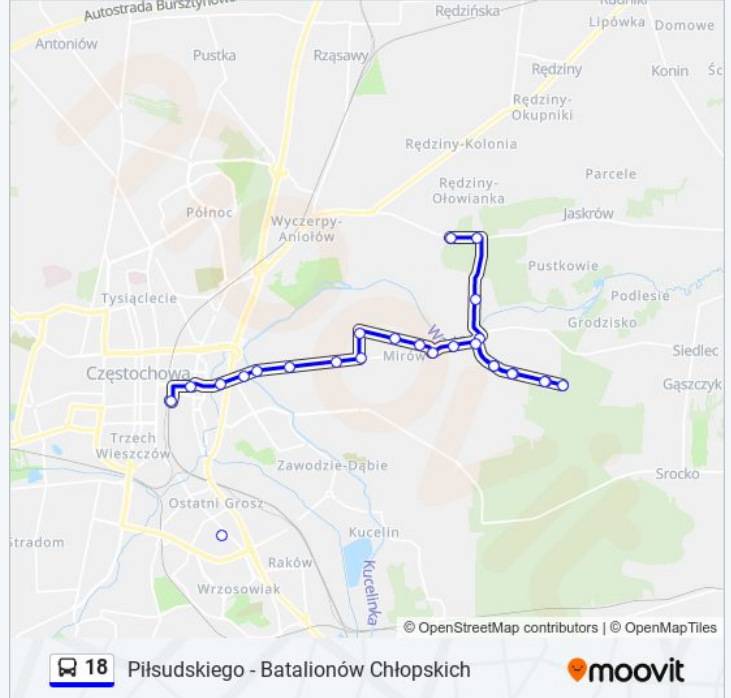 Autostrada Bursztynowa
Rędzińska
Rudniki
Lipówka
Domowe
Antoniów
Pustka
Rząsawy
Rędziny
Konin
Rędziny-
Okupniki
Rędziny-Kolonia
Parcele
Rędziny-
Ołowianka
Jaskrów
Północ
Wyczerpy-
Aniołów
Pustkowie
Tysiąclecie
Podlesie
Grodzisko
Mirów
Siedlec
Częstochowa
Gąszczyk
Trzech
Wieszczów
Zawodzie-Dąbie
Srocko
Ostatni Grosz
Stradom
Kucelin
Raków
Wrzosowiak
Kucelinka
© OpenStreetMap contributors | © OpenMapTiles
18 Piłsudskiego - Batalionów Chłopskich
moovit